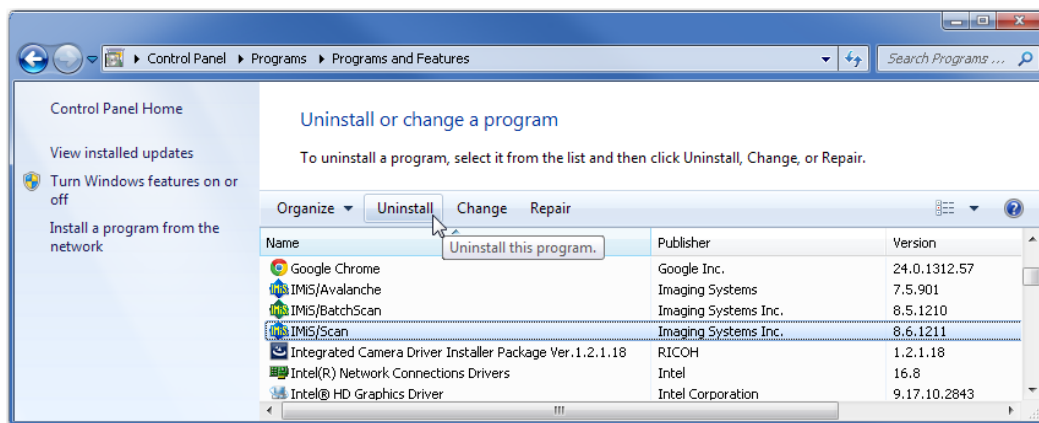 Control Panel Programs Programs and Features Search Programs ...
Control Panel Home
View installed updates
Turn Windows features on or
off
Install a program from the
network
Uninstall or change a program
To uninstall a program, select it from the list and then click Uninstall, Change, or Repair.
Organize Uninstall Change Repair
Uninstall this program.
Name Publisher Version
Google Chrome Google Inc. 24.0.1312.57
IMiS/Avalanche Imaging Systems 7.5.901
IMiS/BatchScan Imaging Systems Inc. 8.5.1210
IMiS/Scan Imaging Systems Inc. 8.6.1211
Integrated Camera Driver Installer Package Ver.1.2.1.18 RICOH 1.2.1.18
Intel(R) Network Connections Drivers Intel 16.8
Intel® HD Graphics Driver Intel Corporation 9.17.10.2843